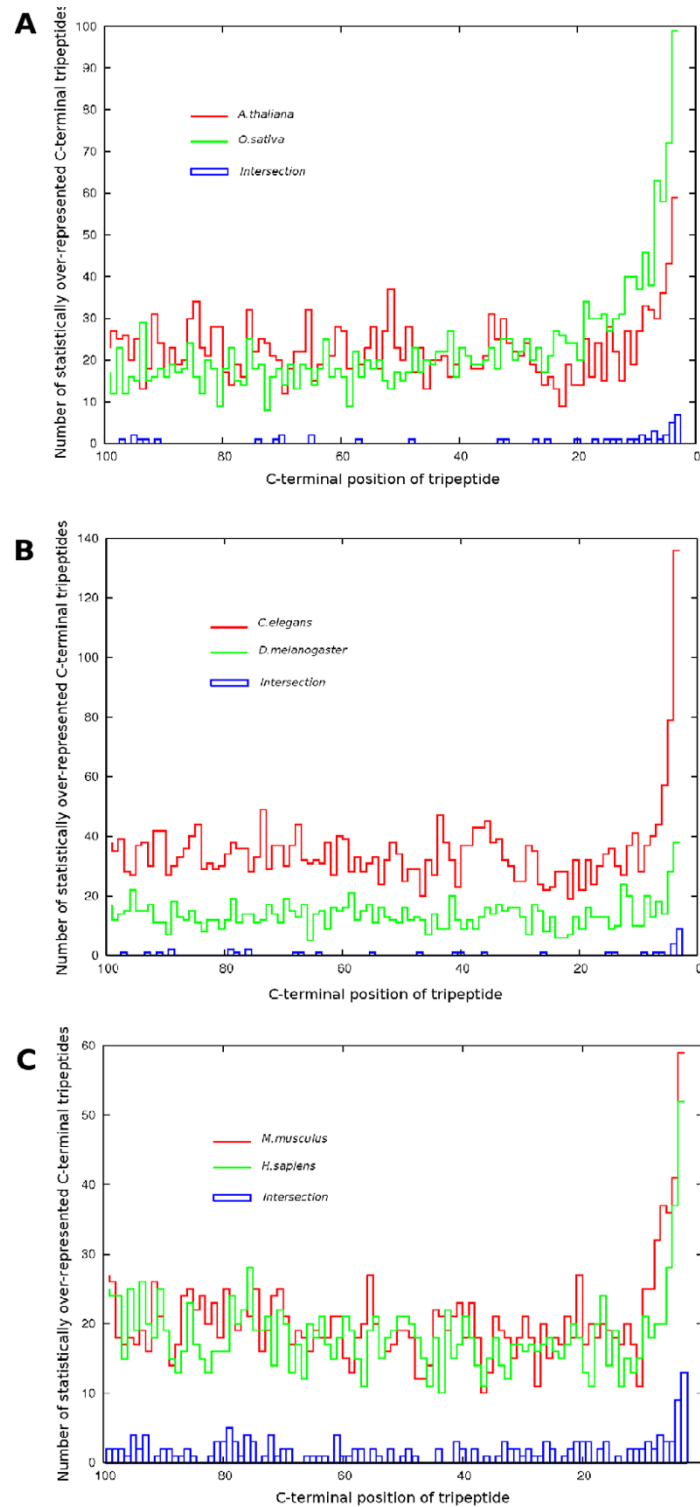 A
Number of statistically over-represented C-terminal tripeptides
100
90
80
70
60
50
40
30
20
10
0
A.thaliana
O.sativa
Intersection
100 80 60 40 20 0
C-terminal position of tripeptide
B
Number of statistically over-represented C-terminal tripeptides
140
120
100
80
60
40
20
0
C.elegans
D.melanogaster
Intersection
100 80 60 40 20 0
C-terminal position of tripeptide
C
Number of statistically over-represented C-terminal tripeptides
60
50
40
30
20
10
0
M.musculus
H.sapiens
Intersection
100 80 60 40 20
C-terminal position of tripeptide